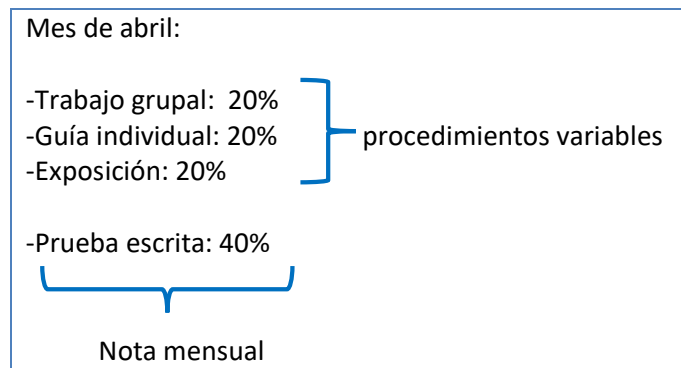 Mes de abril:
-Trabajo grupal: 20%
-Guía individual: 20%
procedimientos variables
-Exposición: 20%
-Prueba escrita: 40%
Nota mensual